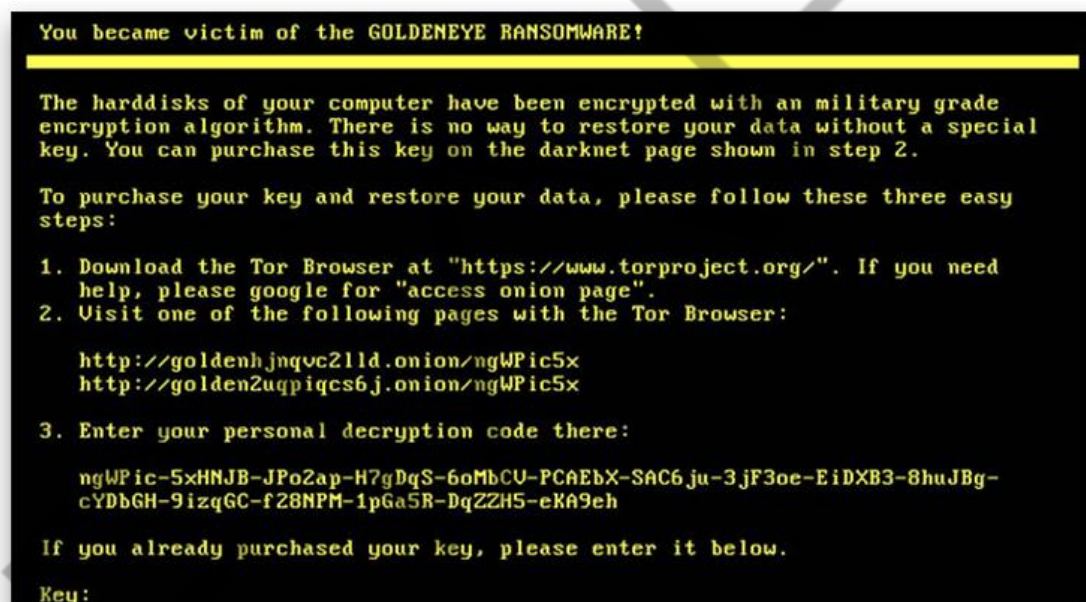 You became victim of the GOLDENEYE RANSOMWARE!
The harddisks of your computer have been encrypted with an military grade
encryption algorithm. There is no way to restore your data without a special
key. You can purchase this key on the darknet page shown in step 2.
To purchase your key and restore your data, please follow these three easy
steps:
1. Download the Tor Browser at "https://www.torproject.org/". If you need
help, please google for "access onion page".
2. Visit one of the following pages with the Tor Browser:
http://goldenhjnqvc2lld.onion/ngWPic5x
http://golden2uqpiqcs6j.onion/ngWPic5x
3. Enter your personal decryption code there:
ngWPic-5xHNJB-JPo2ap-H7gDqS-6oMbCV-PCAEbX-SAC6ju-3jF3oe-EiDXB3-8huJBg-
cYDbGH-9izqGC-f28NPM-1pGa5R-DqZZH5-eKA9eh
If you already purchased your key, please enter it below.
Key: